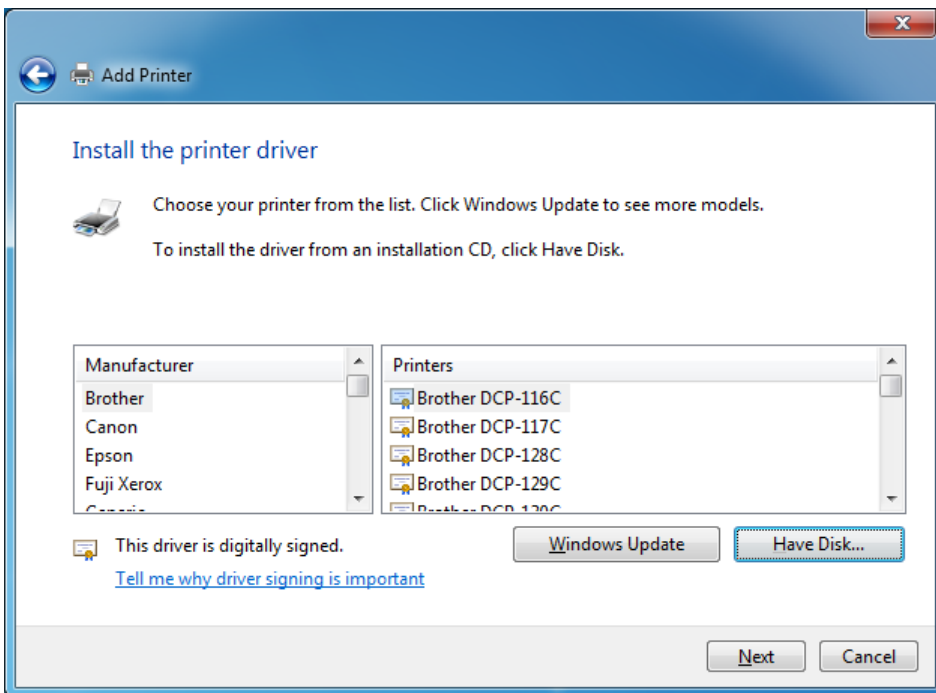 Add Printer
Install the printer driver
Choose your printer from the list. Click Windows Update to see more models.
To install the driver from an installation CD, click Have Disk.
Manufacturer
Brother
Canon
Epson
Fuji Xerox
Printers
Brother DCP-116C
Brother DCP-117C
Brother DCP-128C
Brother DCP-129C
This driver is digitally signed.
Tell me why driver signing is important
Windows Update
Have Disk...
Next
Cancel